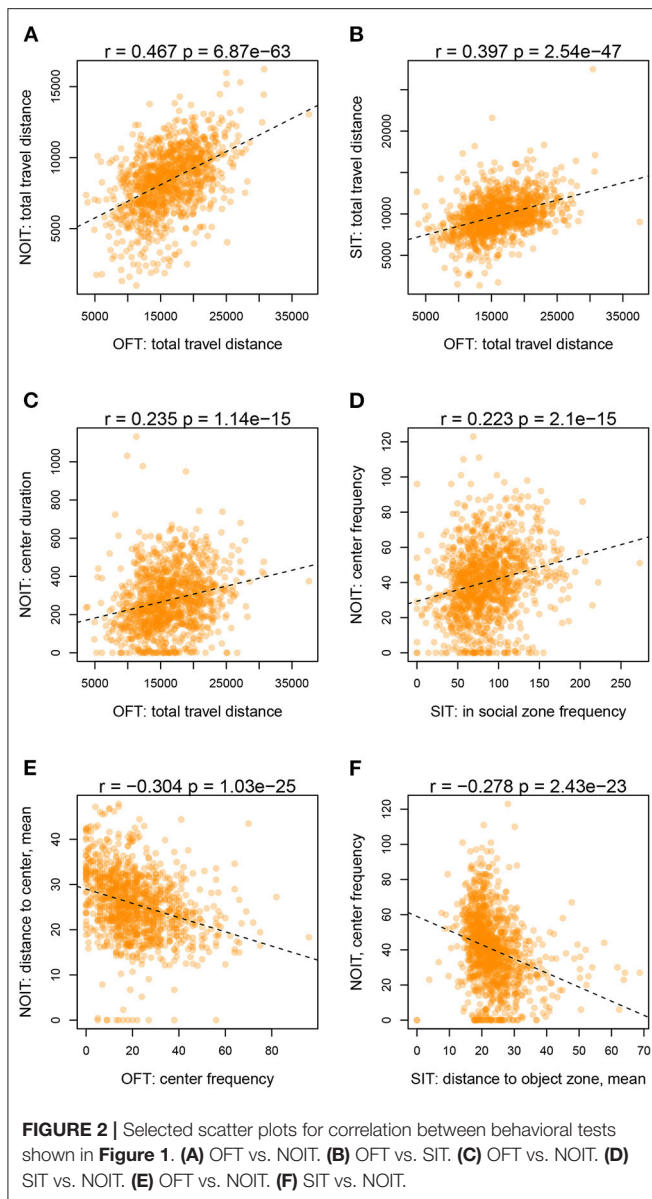 A
r = 0.467 p = 6.87e−63
NOIT: total travel distance
5000 10000 15000
5000 15000 25000 35000
OFT: total travel distance
B
r = 0.397 p = 2.54e−47
SIT: total travel distance
5000 10000 20000
5000 15000 25000 35000
OFT: total travel distance
C
r = 0.235 p = 1.14e−15
NOIT: center duration
0 200 400 600 800 1000
5000 15000 25000 35000
OFT: total travel distance
D
r = 0.223 p = 2.1e−15
NOIT: center frequency
0 20 40 60 80 100 120
0 50 100 150 200 250
SIT: in social zone frequency
E
r = −0.304 p = 1.03e−25
NOIT: distance to center, mean
0 10 20 30 40
0 20 40 60 80
OFT: center frequency
F
r = −0.278 p = 2.43e−23
NOIT, center frequency
0 20 40 60 80 100 120
0 10 20 30 40 50 60 70
SIT: distance to object zone, mean
FIGURE 2 | Selected scatter plots for correlation between behavioral tests
shown in Figure 1. (A) OFT vs. NOIT. (B) OFT vs. SIT. (C) OFT vs. NOIT. (D)
SIT vs. NOIT. (E) OFT vs. NOIT. (F) SIT vs. NOIT.